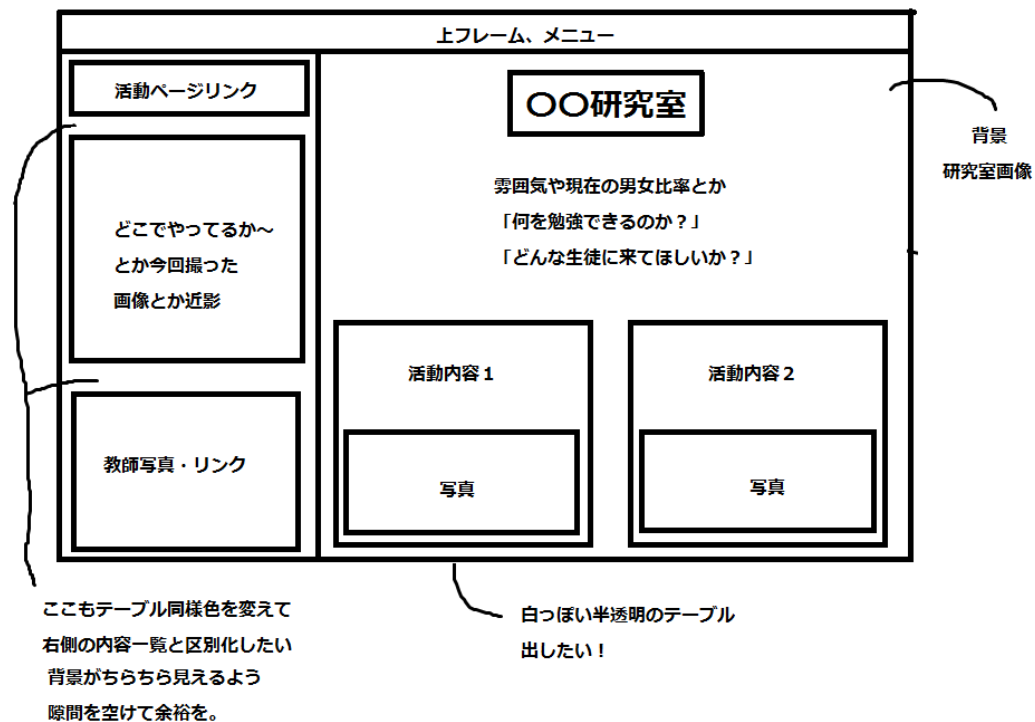 上フレーム、メニュー
活動ページリンク
〇〇研究室
背景
研究室画像
雰囲気や現在の男女比率とか
「何を勉強できるのか？」
「どんな生徒に来てほしいか？」
どこでやってるか～
とか今回撮った
画像とか近影
活動内容１
活動内容２
教師写真・リンク
写真
写真
ここもテーブル同様色を変えて
右側の内容一覧と区別化したい
背景がちらちら見えるよう
隙間を空けて余裕を。
白っぽい半透明のテーブル
出したい！